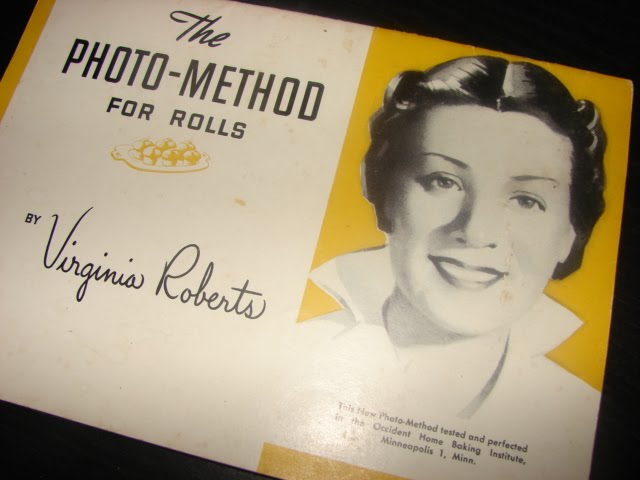 The
PHOTO-METHOD
FOR ROLLS
BY Virginia Roberts
This New Photo-Method tested and perfected
in the Occident Home Baking Institute,
Minneapolis 1, Minn.